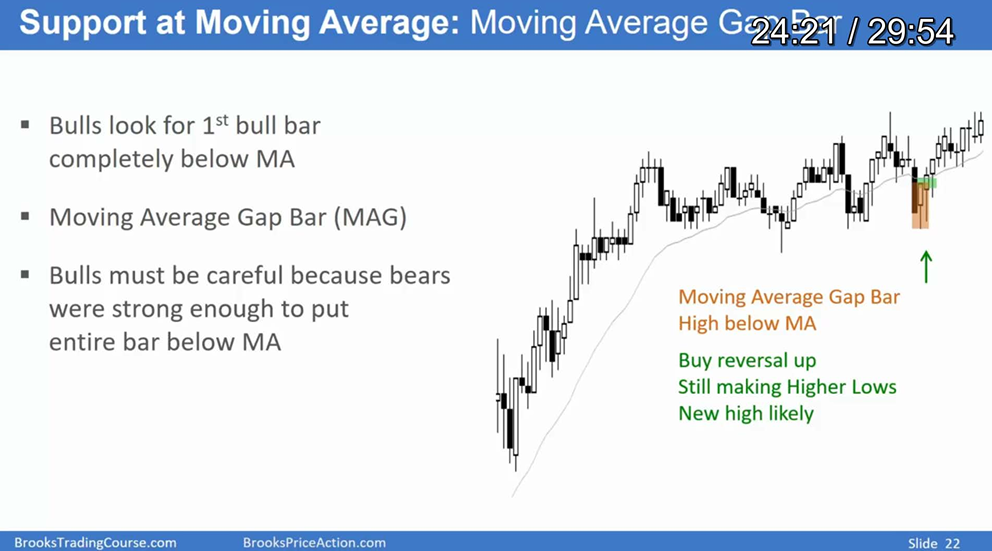 Support at Moving Average: Moving Average Gap Bar
24:21 / 29:54
▪ Bulls look for 1st bull bar
completely below MA
▪ Moving Average Gap Bar (MAG)
▪ Bulls must be careful because bears
were strong enough to put
entire bar below MA
Moving Average Gap Bar
High below MA
Buy reversal up
Still making Higher Lows
New high likely
BrooksTradingCourse.com
BrooksPriceAction.com
Slide 22